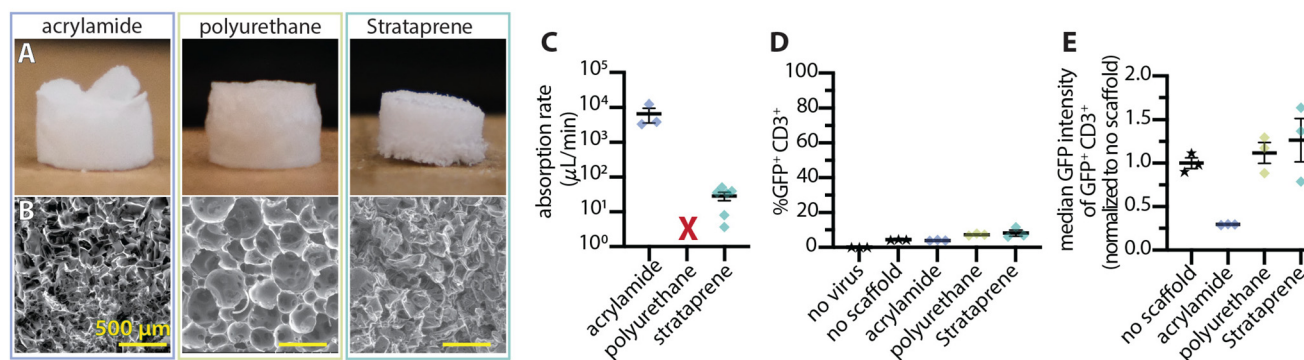 acrylamide
polyurethane
Strataprene
A
B
500 µm
C
absorption rate
(µL/min)
10⁵
10⁴
10³
10²
10¹
10⁰
X
acrylamide
polyurethane
strataprene
D
%GFP⁺ CD3⁺
100
80
60
40
20
0
no virus
no scaffold
acrylamide
polyurethane
Strataprene
E
median GFP intensity
of GFP⁺ CD3⁺
(normalized to no scaffold)
2.0
1.5
1.0
0.5
0.0
no scaffold
acrylamide
polyurethane
Strataprene